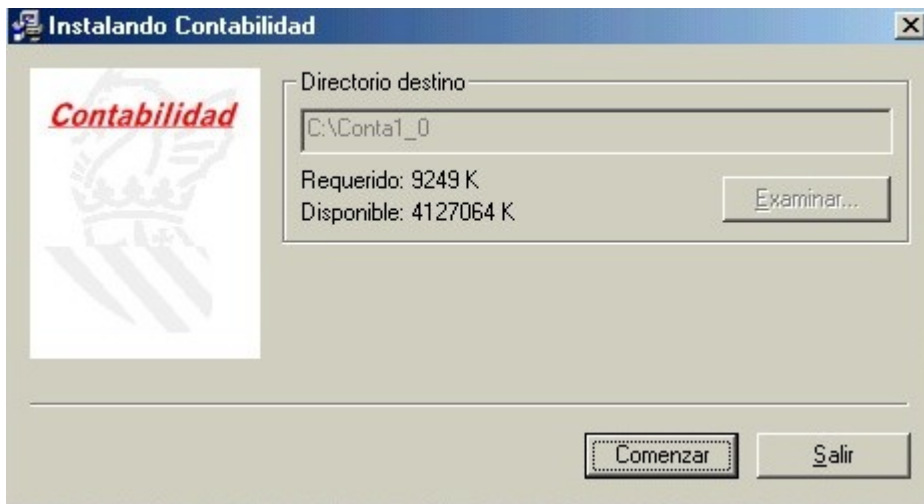 Instalando Contabilidad
Contabilidad
Directorio destino
C:\Conta1_0
Requerido: 9249 K
Disponible: 4127064 K
Examinar...
Comenzar
Salir